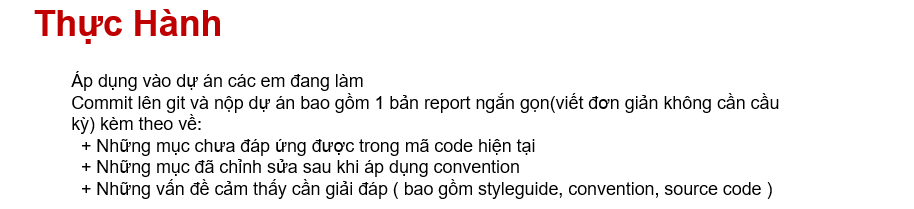 Thực Hành
Áp dụng vào dự án các em đang làm
Commit lên git và nộp dự án bao gồm 1 bản report ngắn gọn(viết đơn giản không cần cầu
kỳ) kèm theo về:
+ Những mục chưa đáp ứng được trong mã code hiện tại
+ Những mục đã chỉnh sửa sau khi áp dụng convention
+ Những vấn đề cảm thấy cần giải đáp ( bao gồm styleguide, convention, source code )